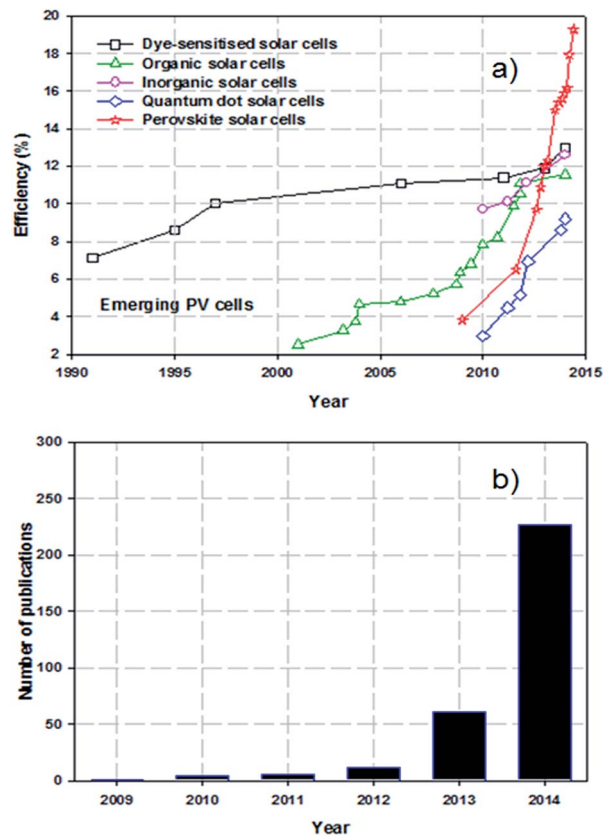 20
18
16
14
12
10
8
6
4
2
Efficiency (%)
Dye-sensitised solar cells
Organic solar cells
Inorganic solar cells
Quantum dot solar cells
Perovskite solar cells
a)
Emerging PV cells
1990 1995 2000 2005 2010 2015
Year
300
250
200
150
100
50
0
Number of publications
b)
2009 2010 2011 2012 2013 2014
Year